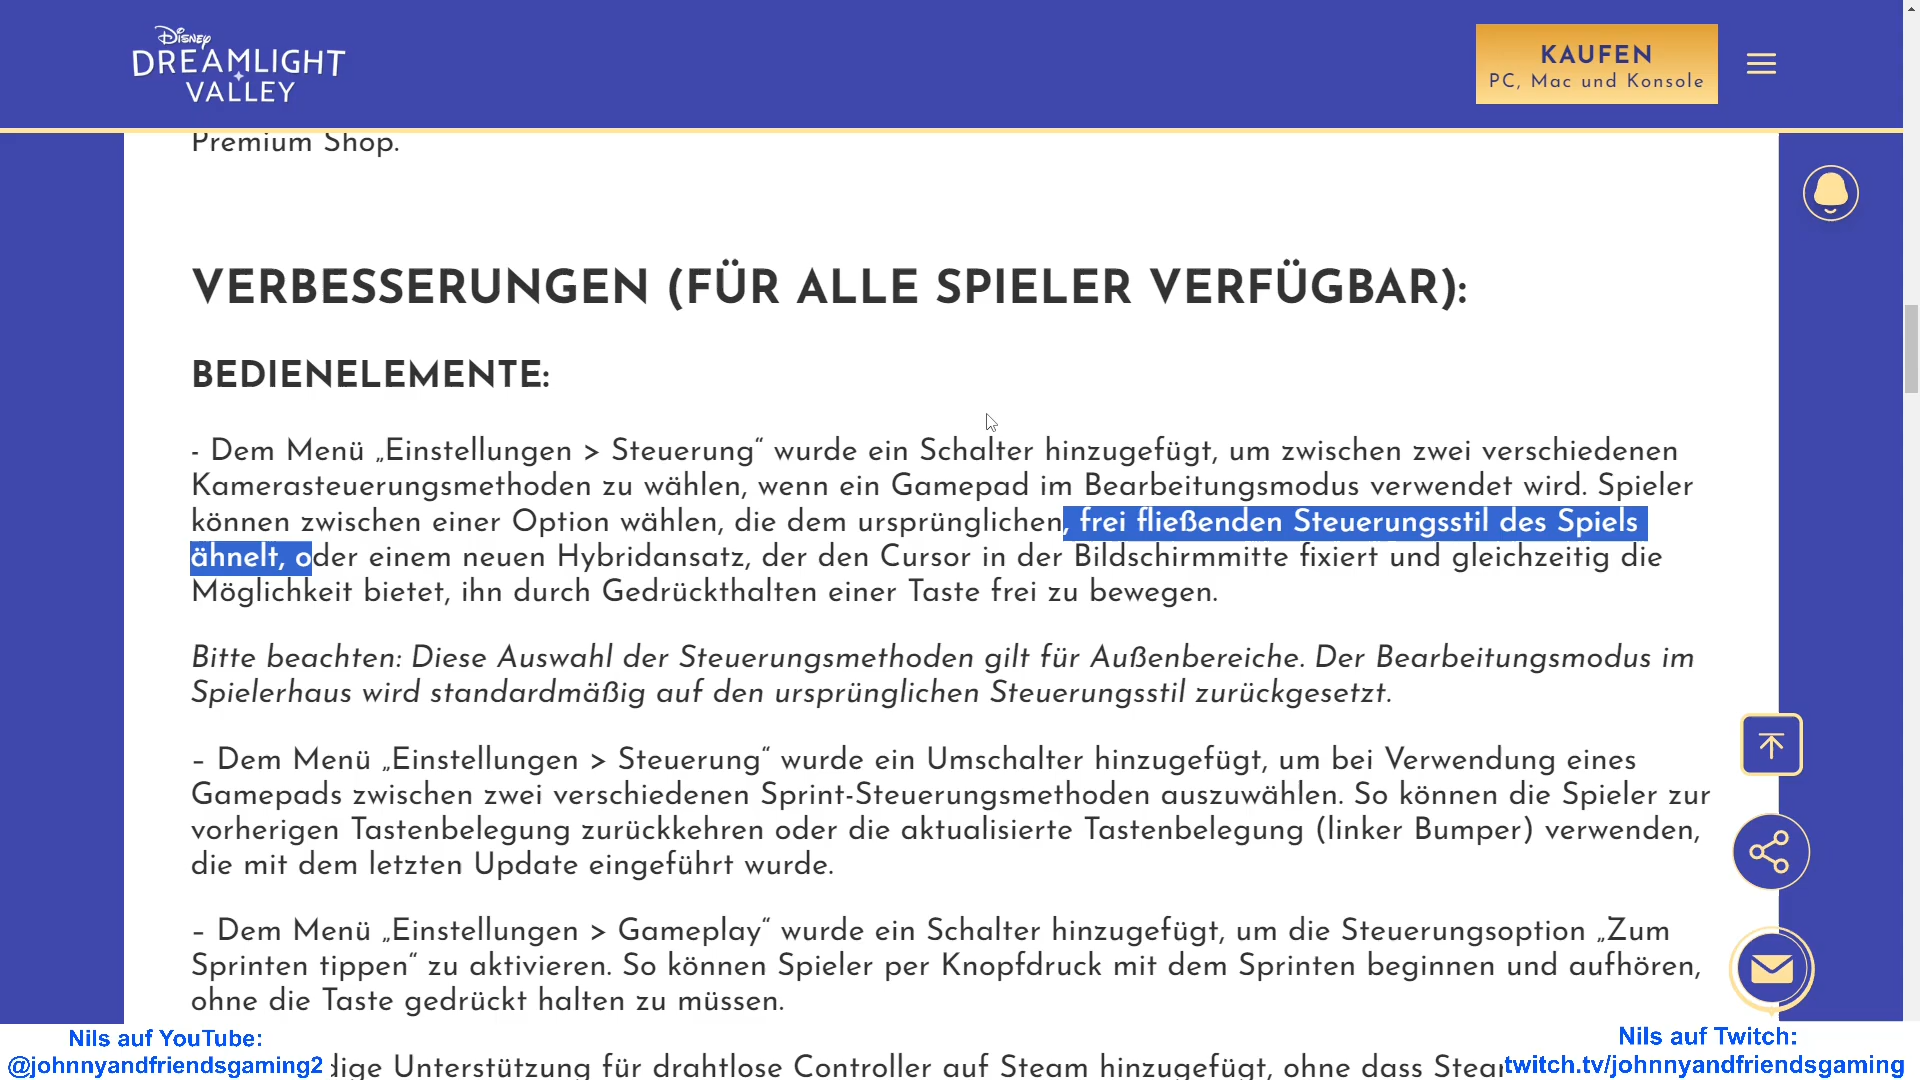 Disney
DREAMLIGHT
VALLEY
KAUFEN
PC, Mac und Konsole
Premium Shop.
VERBESSERUNGEN (FÜR ALLE SPIELER VERFÜGBAR):
BEDIENELEMENTE:
- Dem Menü „Einstellungen > Steuerung“ wurde ein Schalter hinzugefügt, um zwischen zwei verschiedenen
Kamerasteuerungsmethoden zu wählen, wenn ein Gamepad im Bearbeitungsmodus verwendet wird. Spieler
können zwischen einer Option wählen, die dem ursprünglichen, frei fließenden Steuerungsstil des Spiels
ähnelt, oder einem neuen Hybridansatz, der den Cursor in der Bildschirmmitte fixiert und gleichzeitig die
Möglichkeit bietet, ihn durch Gedrückthalten einer Taste frei zu bewegen.
Bitte beachten: Diese Auswahl der Steuerungsmethoden gilt für Außenbereiche. Der Bearbeitungsmodus im
Spielerhaus wird standardmäßig auf den ursprünglichen Steuerungsstil zurückgesetzt.
– Dem Menü „Einstellungen > Steuerung“ wurde ein Umschalter hinzugefügt, um bei Verwendung eines
Gamepads zwischen zwei verschiedenen Sprint-Steuerungsmethoden auszuwählen. So können die Spieler zur
vorherigen Tastenbelegung zurückkehren oder die aktualisierte Tastenbelegung (linker Bumper) verwenden,
die mit dem letzten Update eingeführt wurde.
– Dem Menü „Einstellungen > Gameplay“ wurde ein Schalter hinzugefügt, um die Steuerungsoption „Zum
Sprinten tippen“ zu aktivieren. So können Spieler per Knopfdruck mit dem Sprinten beginnen und aufhören,
ohne die Taste gedrückt halten zu müssen.
dige Unterstützung für drahtlose Controller auf Steam hinzugefügt, ohne dass Stea
Nils auf YouTube:
@johnnyandfriendsgaming2
Nils auf Twitch:
twitch.tv/johnnyandfriendsgaming